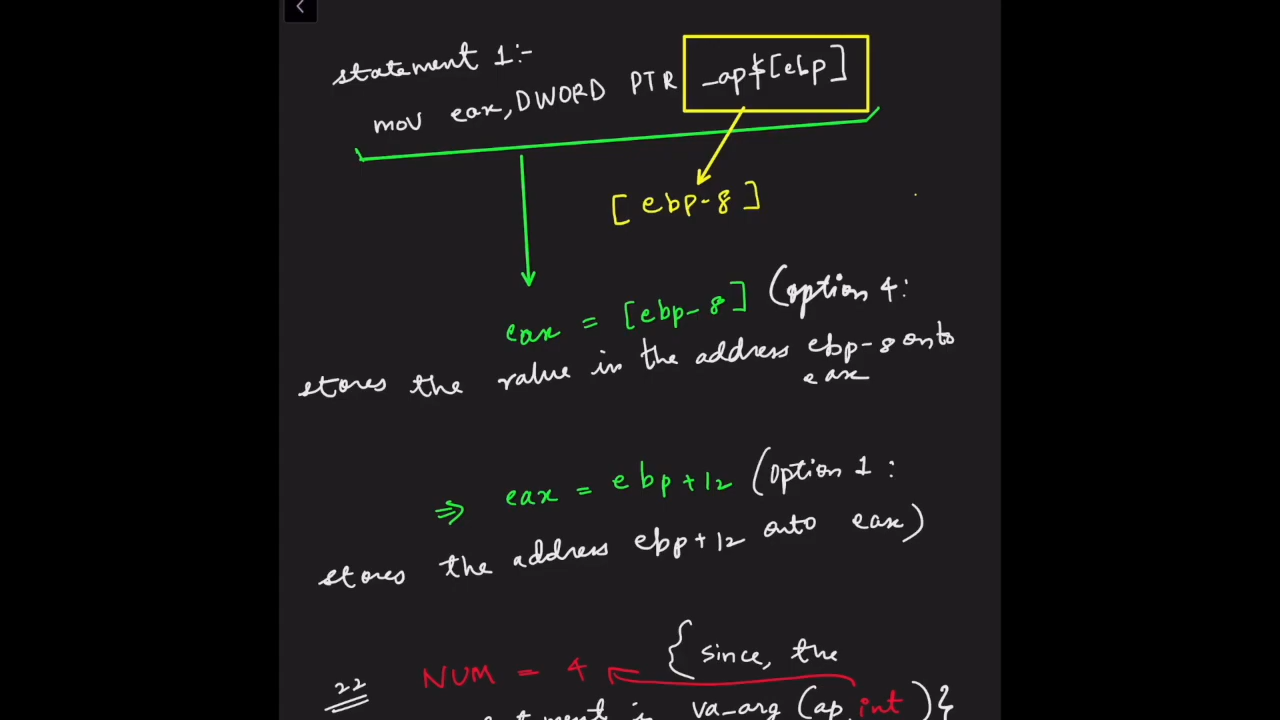 statement 1:-
mov eax, DWORD PTR _ap$[ebp]
[ebp-8]
eax = [ebp-8] (option 4:
stores the value in the address ebp-8 onto
eax
⇒ eax = ebp+12 (option 1 :
stores the address ebp+12 onto eax)
22 NUM = 4 {since, the
va_arg (ap, int)}